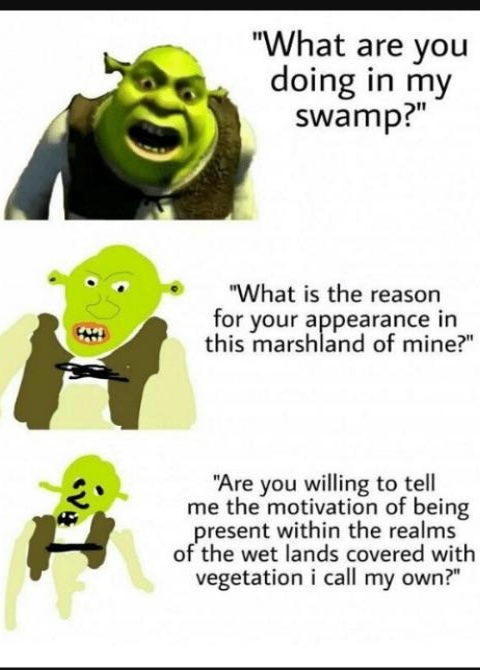 "What are you
doing in my
swamp?"
"What is the reason
for your appearance in
this marshland of mine?"
"Are you willing to tell
me the motivation of being
present within the realms
of the wet lands covered with
vegetation i call my own?"